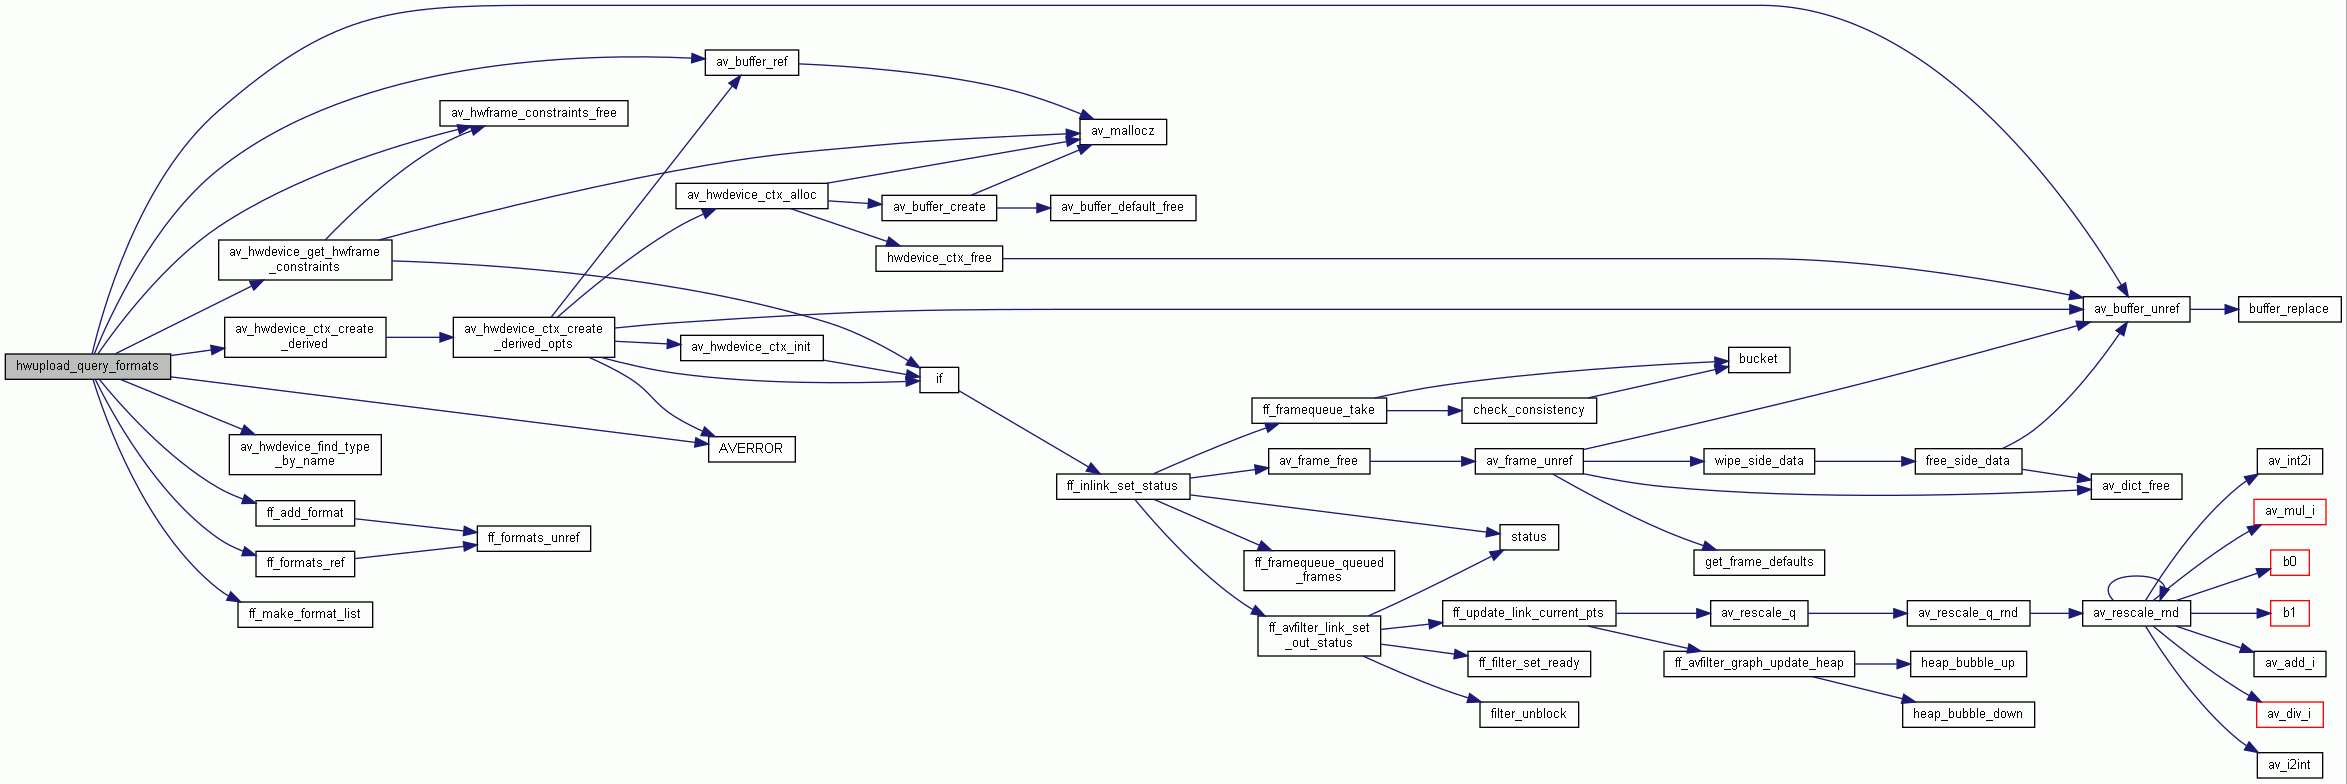 hwupload_query_formats
av_hwdevice_get_hwframe
_constraints
av_hwdevice_ctx_create
_derived
av_hwdevice_find_type
_by_name
ff_add_format
ff_formats_ref
ff_make_format_list
av_hwframe_constraints_free
av_hwdevice_ctx_create
_derived_opts
ff_formats_unref
av_buffer_ref
av_hwdevice_ctx_alloc
av_hwdevice_ctx_init
AVERROR
av_buffer_create
hwdevice_ctx_free
if
av_mallocz
av_buffer_default_free
ff_inlink_set_status
ff_framequeue_take
av_frame_free
ff_framequeue_queued
_frames
ff_avfilter_link_set
_out_status
check_consistency
av_frame_unref
status
ff_update_link_current_pts
ff_filter_set_ready
filter_unblock
bucket
wipe_side_data
get_frame_defaults
av_rescale_q
ff_avfilter_graph_update_heap
free_side_data
av_rescale_q_rnd
heap_bubble_up
heap_bubble_down
av_buffer_unref
av_dict_free
av_rescale_rnd
buffer_replace
av_int2i
av_mul_i
b0
b1
av_add_i
av_div_i
av_i2int